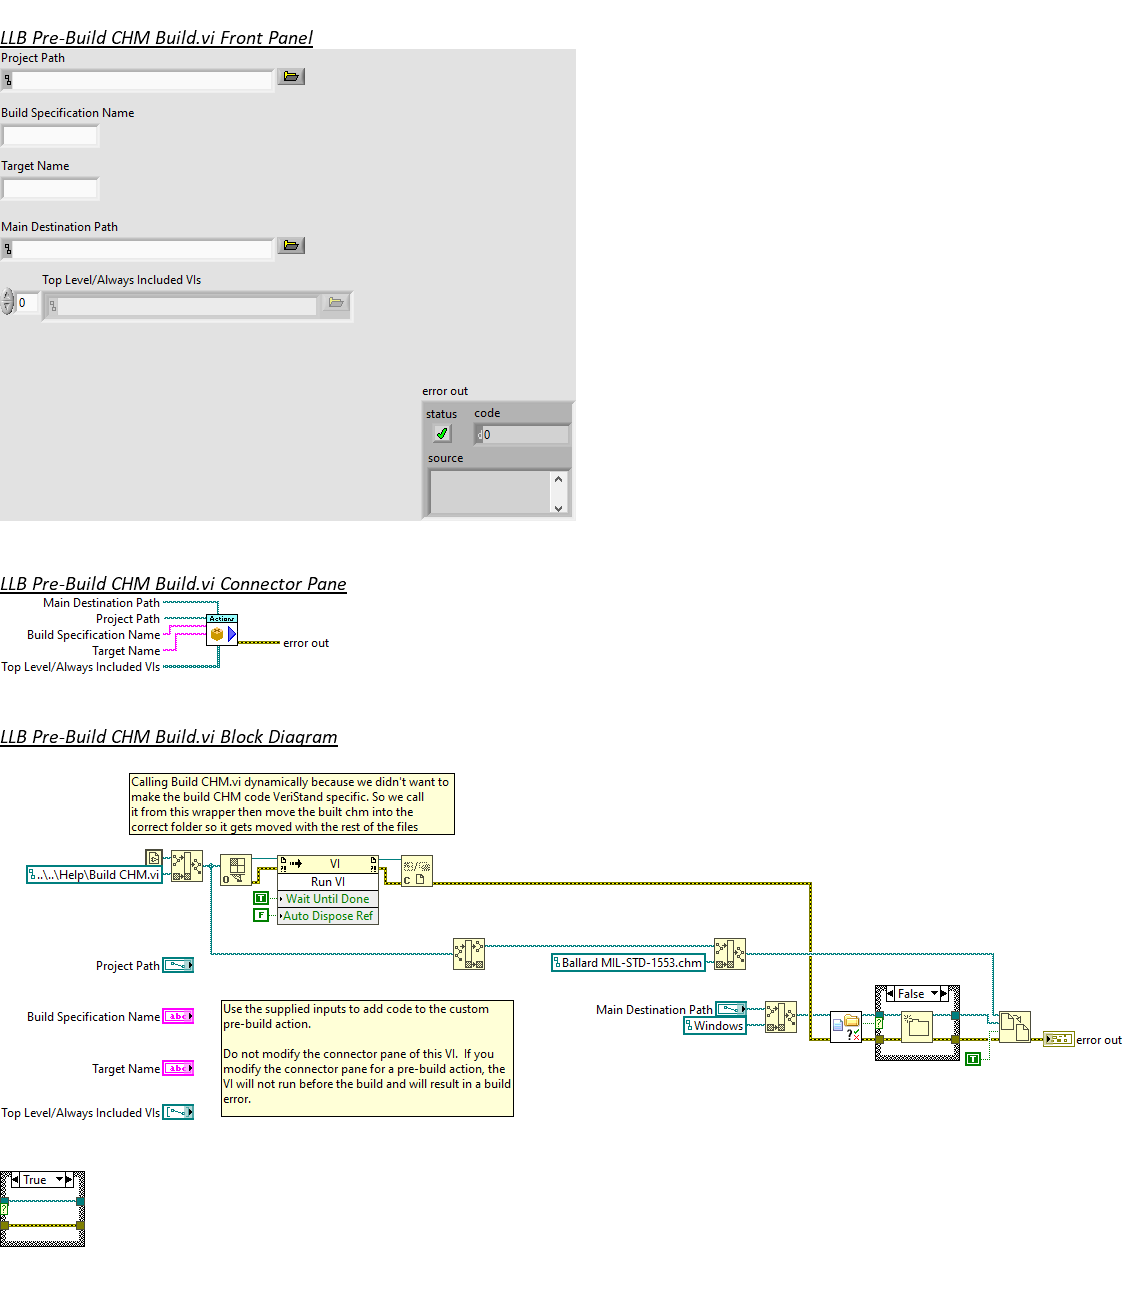 LLB Pre-Build CHM Build.vi Front Panel
Project Path
Build Specification Name
Target Name
Main Destination Path
Top Level/Always Included VIs
0
error out
status code
0
source
LLB Pre-Build CHM Build.vi Connector Pane
Main Destination Path
Project Path
Actions
Build Specification Name
error out
Target Name
Top Level/Always Included VIs
LLB Pre-Build CHM Build.vi Block Diagram
Calling Build CHM.vi dynamically because we didn't want to
make the build CHM code VeriStand specific. So we call
it from this wrapper then move the built chm into the
correct folder so it gets moved with the rest of the files
..\..\Help\Build CHM.vi
VI
Run VI
T Wait Until Done
F Auto Dispose Ref
Project Path
Ballard MIL-STD-1553.chm
Build Specification Name abc
Use the supplied inputs to add code to the custom
pre-build action.
Do not modify the connector pane of this VI. If you
modify the connector pane for a pre-build action, the
VI will not run before the build and will result in a build
error.
Main Destination Path
Windows
False
T
error out
Target Name abc
Top Level/Always Included VIs
True